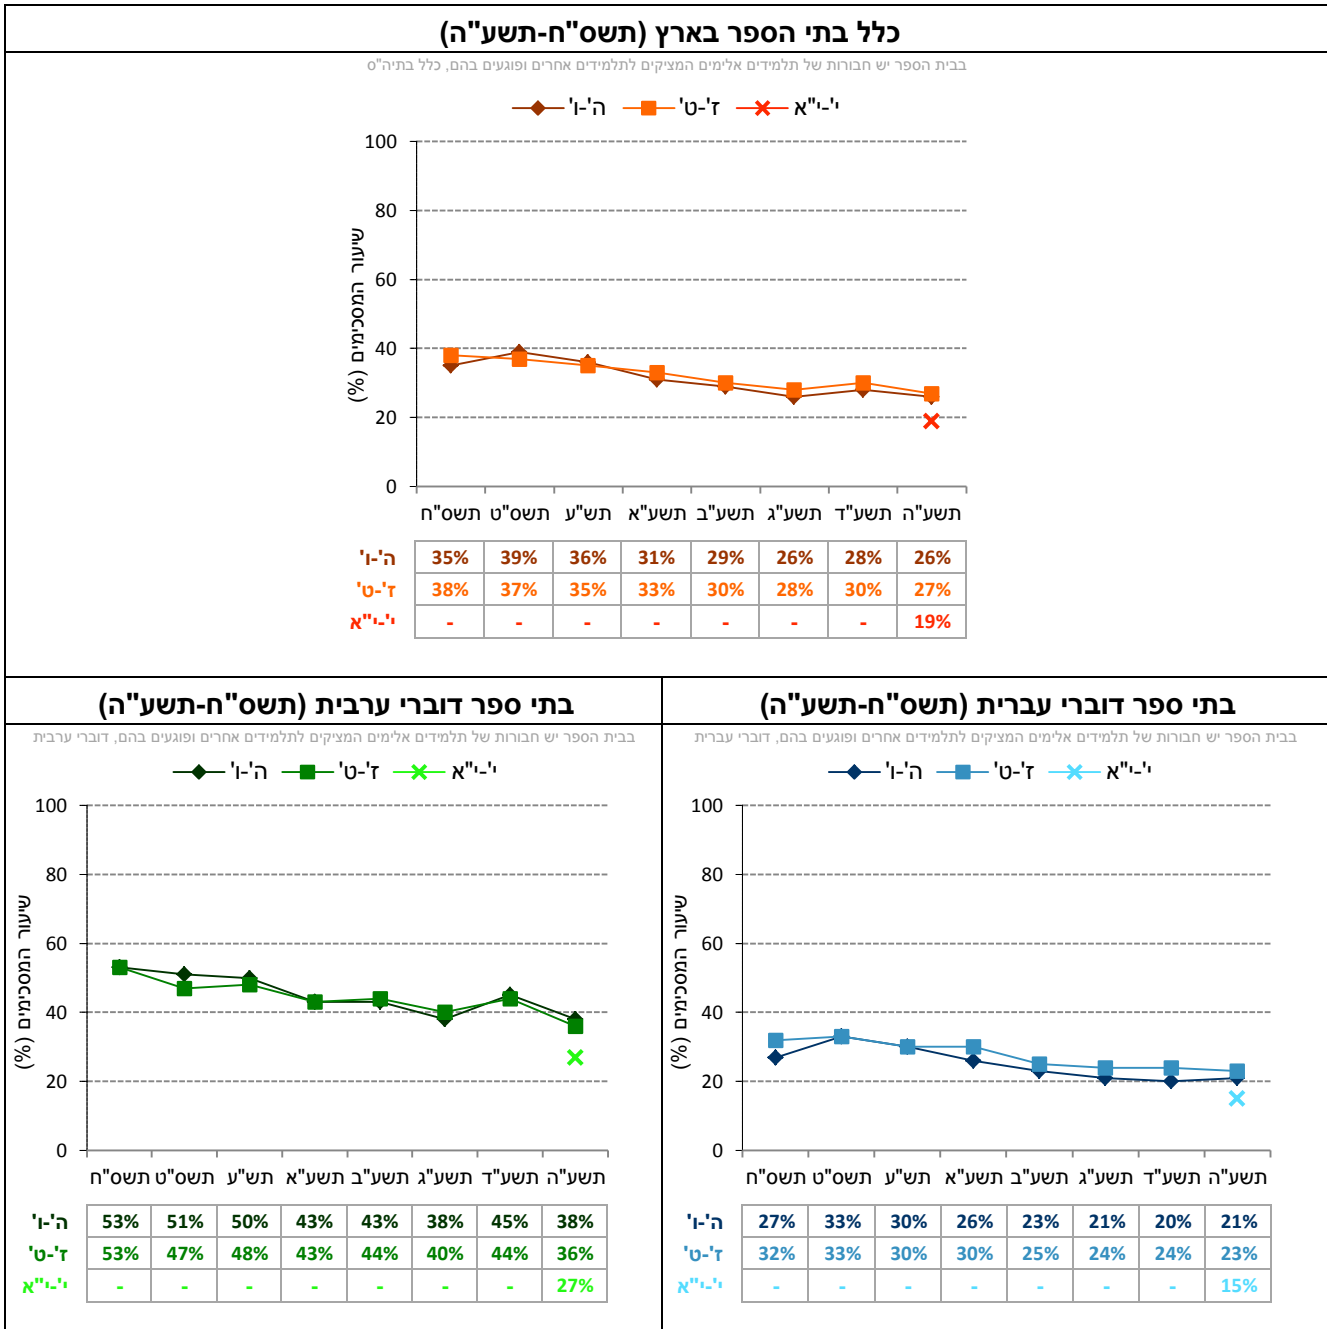 כלל בתי הספר בארץ (תשס"ח-תשע"ה)
בבית הספר יש חבורות של תלמידים אלימים המציקים לתלמידים אחרים ופוגעים בהם, כלל בתיה"ס
ה'-ו' ז'-ט' י'-י"א
שיעור המסכימים (%)
100
80
60
40
20
0
תשס"ח תשס"ט תש"ע תשע"א תשע"ב תשע"ג תשע"ד תשע"ה
ה'-ו' 35% 39% 36% 31% 29% 26% 28% 26%
ז'-ט' 38% 37% 35% 33% 30% 28% 30% 27%
י'-י"א - - - - - - - 19%
בתי ספר דוברי עברית (תשס"ח-תשע"ה)
בבית הספר יש חבורות של תלמידים אלימים המציקים לתלמידים אחרים ופוגעים בהם, דוברי עברית
ה'-ו' ז'-ט' י'-י"א
שיעור המסכימים (%)
100
80
60
40
20
0
תשס"ח תשס"ט תש"ע תשע"א תשע"ב תשע"ג תשע"ד תשע"ה
ה'-ו' 27% 33% 30% 26% 23% 21% 20% 21%
ז'-ט' 32% 33% 30% 30% 25% 24% 24% 23%
י'-י"א - - - - - - - 15%
בתי ספר דוברי ערבית (תשס"ח-תשע"ה)
בבית הספר יש חבורות של תלמידים אלימים המציקים לתלמידים אחרים ופוגעים בהם, דוברי ערבית
ה'-ו' ז'-ט' י'-י"א
שיעור המסכימים (%)
100
80
60
40
20
0
תשס"ח תשס"ט תש"ע תשע"א תשע"ב תשע"ג תשע"ד תשע"ה
ה'-ו' 53% 51% 50% 43% 43% 38% 45% 38%
ז'-ט' 53% 47% 48% 43% 44% 40% 44% 36%
י'-י"א - - - - - - - 27%